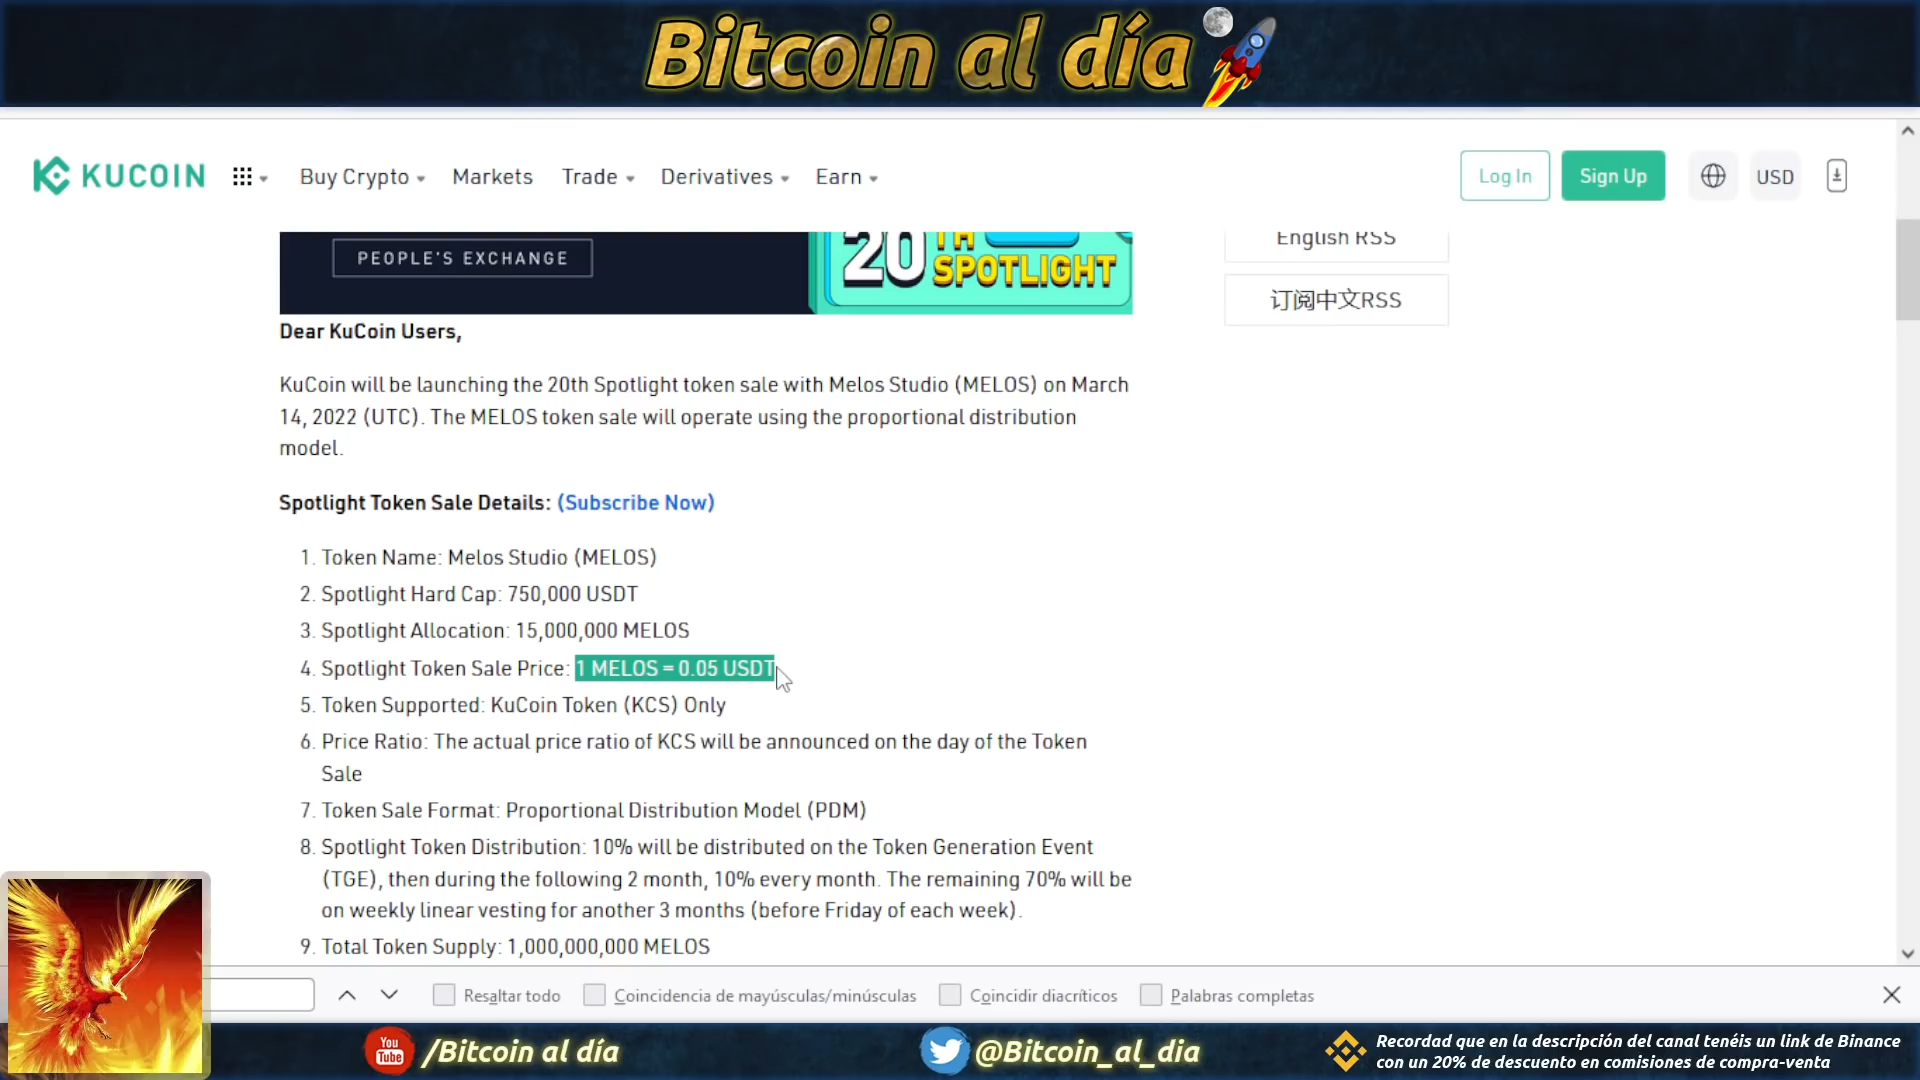 Bitcoin al día
KUCOIN
Buy Crypto
Markets
Trade
Derivatives
Earn
Log In
Sign Up
USD
PEOPLE'S EXCHANGE
20TH
SPOTLIGHT
English RSS
订阅中文RSS
Dear KuCoin Users,
KuCoin will be launching the 20th Spotlight token sale with Melos Studio (MELOS) on March
14, 2022 (UTC). The MELOS token sale will operate using the proportional distribution
model.
Spotlight Token Sale Details: (Subscribe Now)
1. Token Name: Melos Studio (MELOS)
2. Spotlight Hard Cap: 750,000 USDT
3. Spotlight Allocation: 15,000,000 MELOS
4. Spotlight Token Sale Price: 1 MELOS = 0.05 USDT
5. Token Supported: KuCoin Token (KCS) Only
6. Price Ratio: The actual price ratio of KCS will be announced on the day of the Token
Sale
7. Token Sale Format: Proportional Distribution Model (PDM)
8. Spotlight Token Distribution: 10% will be distributed on the Token Generation Event
(TGE), then during the following 2 month, 10% every month. The remaining 70% will be
on weekly linear vesting for another 3 months (before Friday of each week).
9. Total Token Supply: 1,000,000,000 MELOS
Resaltar todo
Coincidencia de mayúsculas/minúsculas
Coincidir diacríticos
Palabras completas
You
Tube
/Bitcoin al día
@Bitcoin_al_dia
Recordad que en la descripción del canal tenéis un link de Binance
con un 20% de descuento en comisiones de compra-venta